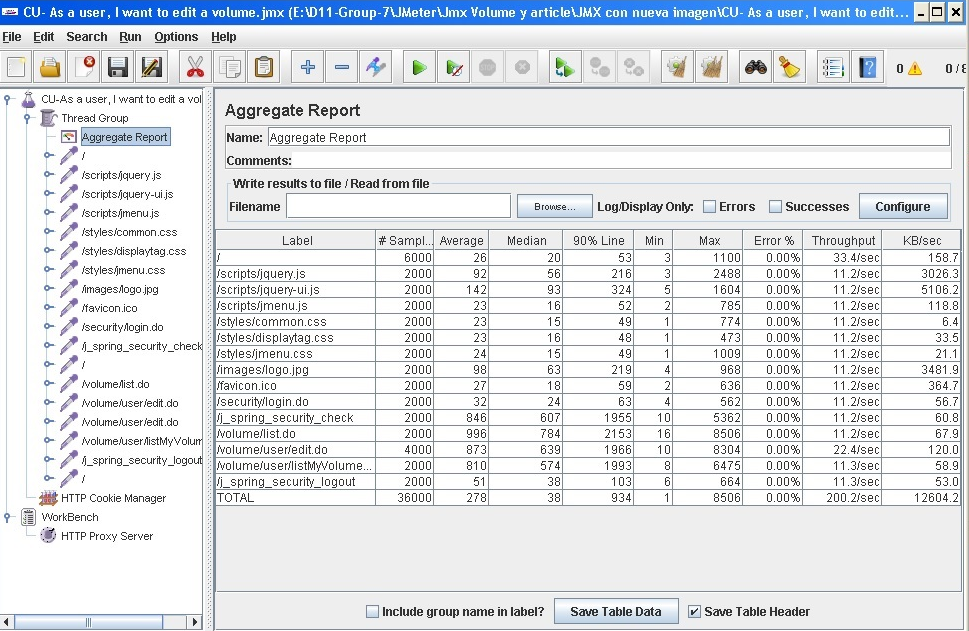 CU- As a user, I want to edit a volume.jmx (E:\D11-Group-7\JMeter\Jmx Volume y article\JMX con nueva imagen\CU- As a user, I want to edit...
File Edit Search Run Options Help
0 0/8
CU-As a user, I want to edit a vol
Thread Group
Aggregate Report
/
/scripts/jquery.js
/scripts/jquery-ui.js
/scripts/jmenu.js
/styles/common.css
/styles/displaytag.css
/styles/jmenu.css
/images/logo.jpg
/favicon.ico
/security/login.do
/j_spring_security_check
/
/volume/list.do
/volume/user/edit.do
/volume/user/edit.do
/volume/user/listMyVolum
/j_spring_security_logout
/
HTTP Cookie Manager
WorkBench
HTTP Proxy Server
Aggregate Report
Name: Aggregate Report
Comments:
Write results to file / Read from file
Filename Browse... Log/Display Only: Errors Successes Configure
Label # Sampl... Average Median 90% Line Min Max Error % Throughput KB/sec
/ 6000 26 20 53 3 1100 0.00% 33.4/sec 158.7
/scripts/jquery.js 2000 92 56 216 3 2488 0.00% 11.2/sec 3026.3
/scripts/jquery-ui.js 2000 142 93 324 5 1604 0.00% 11.2/sec 5106.2
/scripts/jmenu.js 2000 23 16 52 2 785 0.00% 11.2/sec 118.8
/styles/common.css 2000 23 15 49 1 774 0.00% 11.2/sec 6.4
/styles/displaytag.css 2000 23 16 48 1 473 0.00% 11.2/sec 33.5
/styles/jmenu.css 2000 24 15 49 1 1009 0.00% 11.2/sec 21.1
/images/logo.jpg 2000 98 63 219 4 968 0.00% 11.2/sec 3481.9
/favicon.ico 2000 27 18 59 2 636 0.00% 11.2/sec 364.7
/security/login.do 2000 32 24 63 4 562 0.00% 11.2/sec 56.7
/j_spring_security_check 2000 846 607 1955 10 5362 0.00% 11.2/sec 60.8
/volume/list.do 2000 996 784 2153 16 8506 0.00% 11.2/sec 67.9
/volume/user/edit.do 4000 873 639 1966 10 8304 0.00% 22.4/sec 120.0
/volume/user/listMyVolume... 2000 810 574 1993 8 6475 0.00% 11.3/sec 58.9
/j_spring_security_logout 2000 51 38 103 6 664 0.00% 11.3/sec 53.0
TOTAL 36000 278 38 934 1 8506 0.00% 200.2/sec 12604.2
Include group name in label? Save Table Data Save Table Header